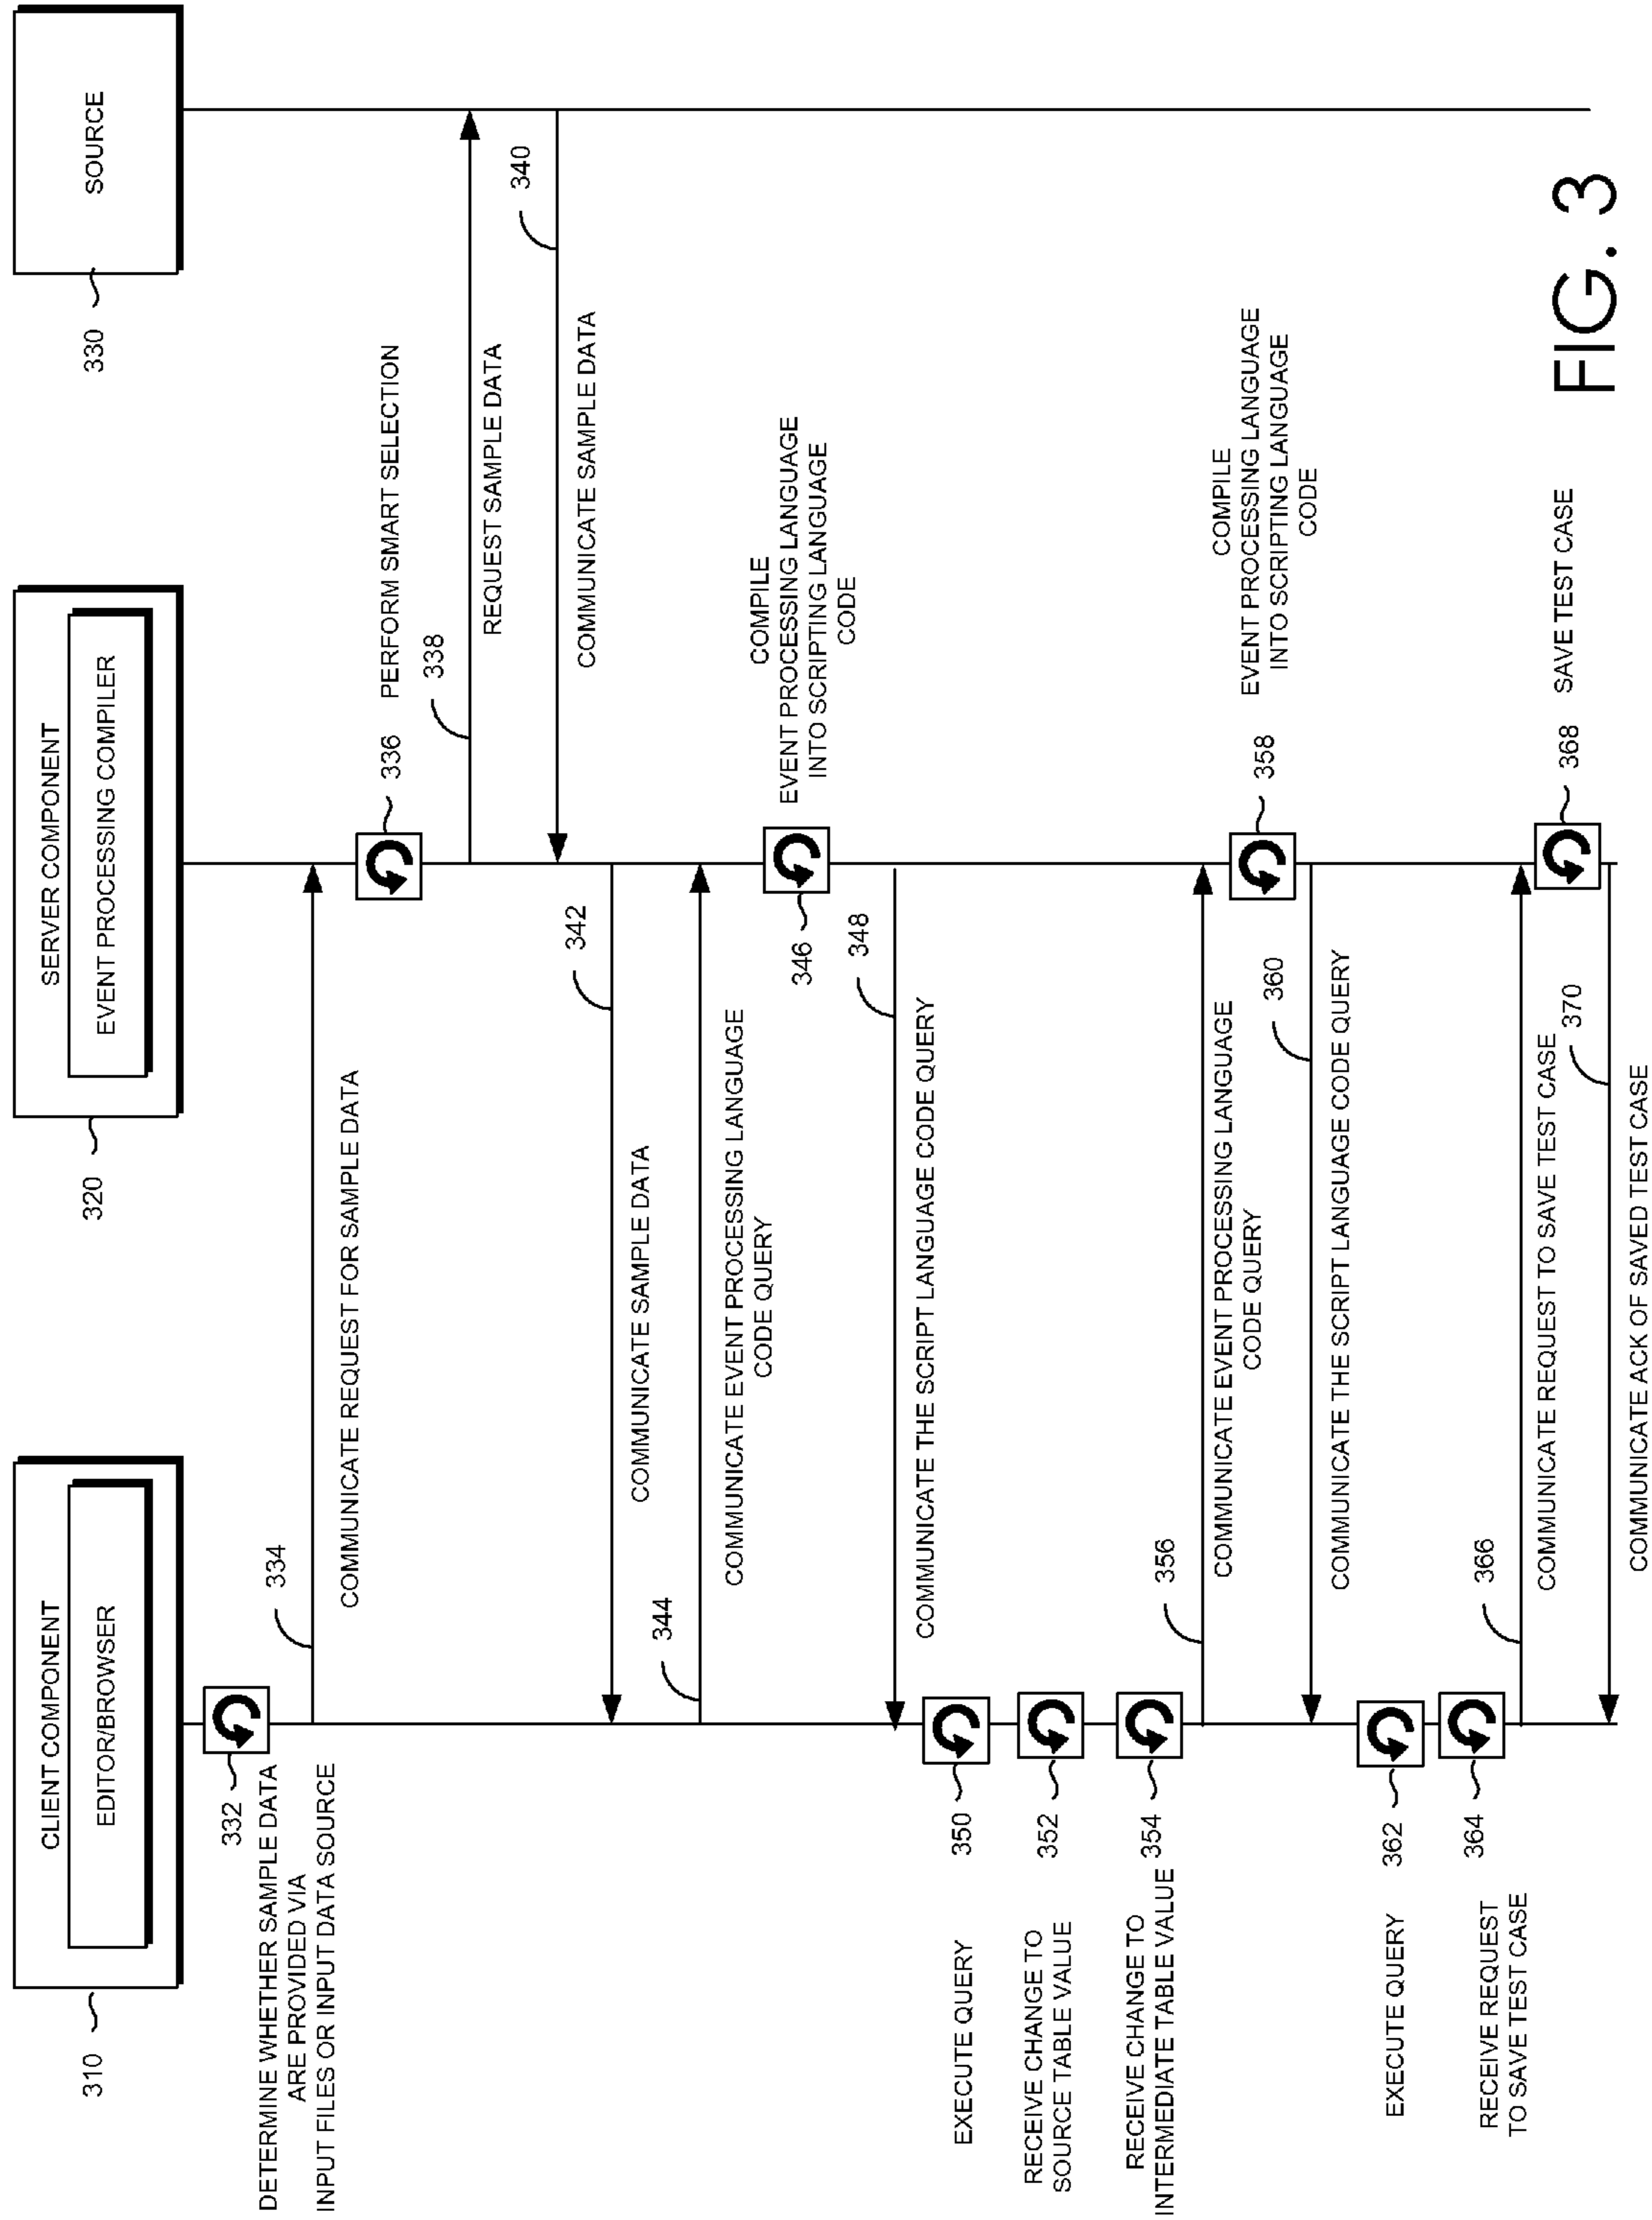 CLIENT COMPONENT
EDITOR/BROWSER
310
SERVER COMPONENT
EVENT PROCESSING COMPILER
320
SOURCE
330
332
DETERMINE WHETHER SAMPLE DATA
ARE PROVIDED VIA
INPUT FILES OR INPUT DATA SOURCE
334
COMMUNICATE REQUEST FOR SAMPLE DATA
336
PERFORM SMART SELECTION
338
REQUEST SAMPLE DATA
340
COMMUNICATE SAMPLE DATA
342
COMMUNICATE SAMPLE DATA
344
COMMUNICATE EVENT PROCESSING LANGUAGE
CODE QUERY
346
COMPILE
EVENT PROCESSING LANGUAGE
INTO SCRIPTING LANGUAGE
CODE
348
COMMUNICATE THE SCRIPT LANGUAGE CODE QUERY
EXECUTE QUERY
350
RECEIVE CHANGE TO
SOURCE TABLE VALUE
352
RECEIVE CHANGE TO
INTERMEDIATE TABLE VALUE
354
356
COMMUNICATE EVENT PROCESSING LANGUAGE
CODE QUERY
358
COMPILE
EVENT PROCESSING LANGUAGE
INTO SCRIPTING LANGUAGE
CODE
360
COMMUNICATE THE SCRIPT LANGUAGE CODE QUERY
EXECUTE QUERY
362
RECEIVE REQUEST
TO SAVE TEST CASE
364
366
COMMUNICATE REQUEST TO SAVE TEST CASE
368
SAVE TEST CASE
370
COMMUNICATE ACK OF SAVED TEST CASE
FIG. 3